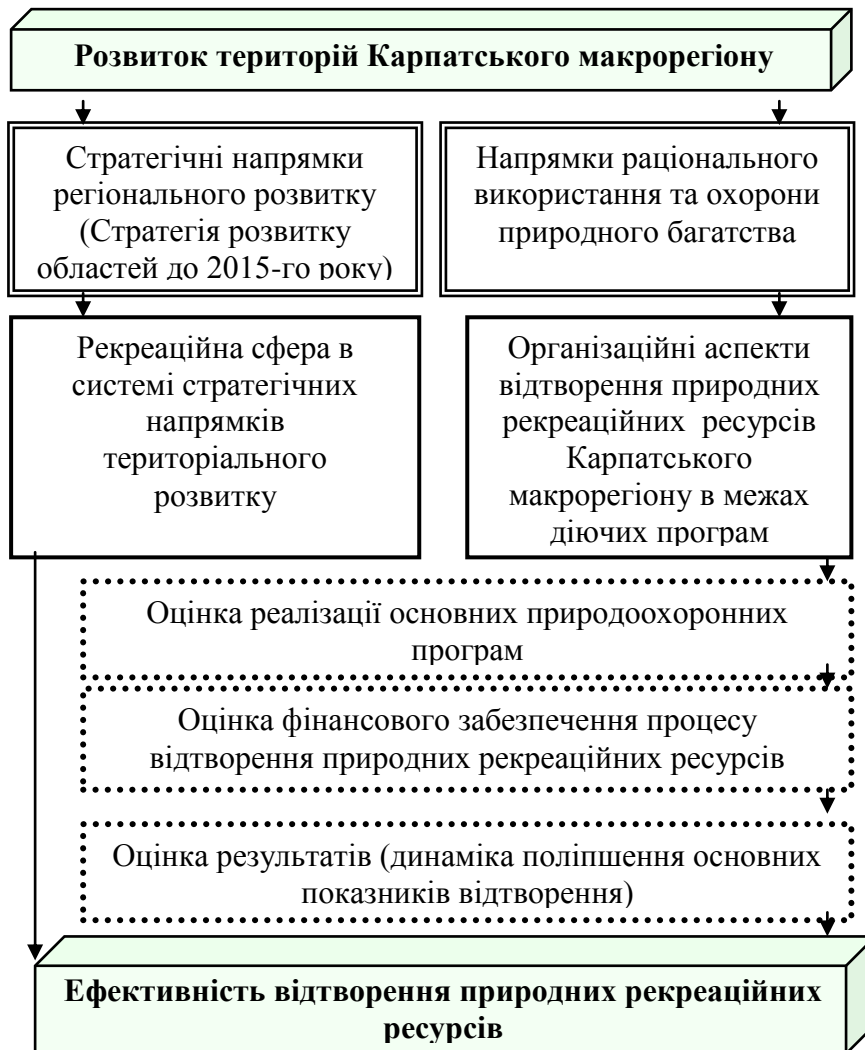 Розвиток територій Карпатського макрорегіону
Стратегічні напрямки
регіонального розвитку
(Стратегія розвитку
областей до 2015-го року)
Напрямки раціонального
використання та охорони
природного багатства
Рекреаційна сфера в
системі стратегічних
напрямків
територіального
розвитку
Організаційні аспекти
відтворення природних
рекреаційних ресурсів
Карпатського
макрорегіону в межах
діючих програм
Оцінка реалізації основних природоохоронних
програм
Оцінка фінансового забезпечення процесу
відтворення природних рекреаційних ресурсів
Оцінка результатів (динаміка поліпшення основних
показників відтворення)
Ефективність відтворення природних рекреаційних
ресурсів